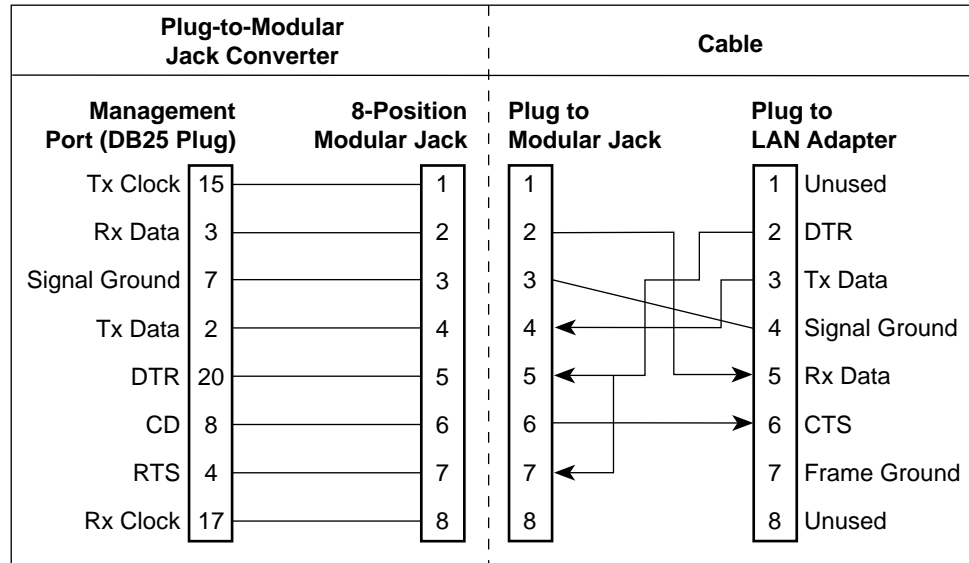 Plug-to-Modular
Jack Converter
Cable
Management
Port (DB25 Plug)
8-Position
Modular Jack
Plug to
Modular Jack
Plug to
LAN Adapter
Tx Clock 15 1 1 1 Unused
Rx Data 3 2 2 2 DTR
Signal Ground 7 3 3 3 Tx Data
Tx Data 2 4 4 4 Signal Ground
DTR 20 5 5 5 Rx Data
CD 8 6 6 6 CTS
RTS 4 7 7 7 Frame Ground
Rx Clock 17 8 8 8 Unused